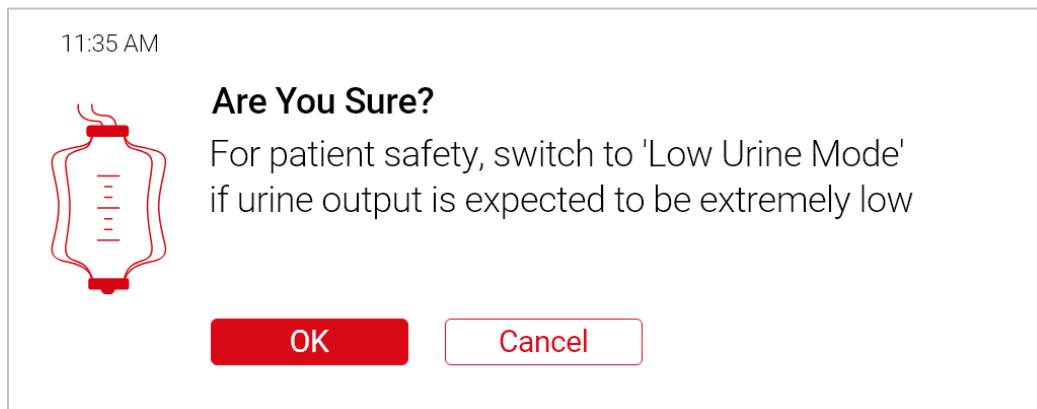 11:35 AM
Are You Sure?
For patient safety, switch to 'Low Urine Mode'
if urine output is expected to be extremely low
OK
Cancel